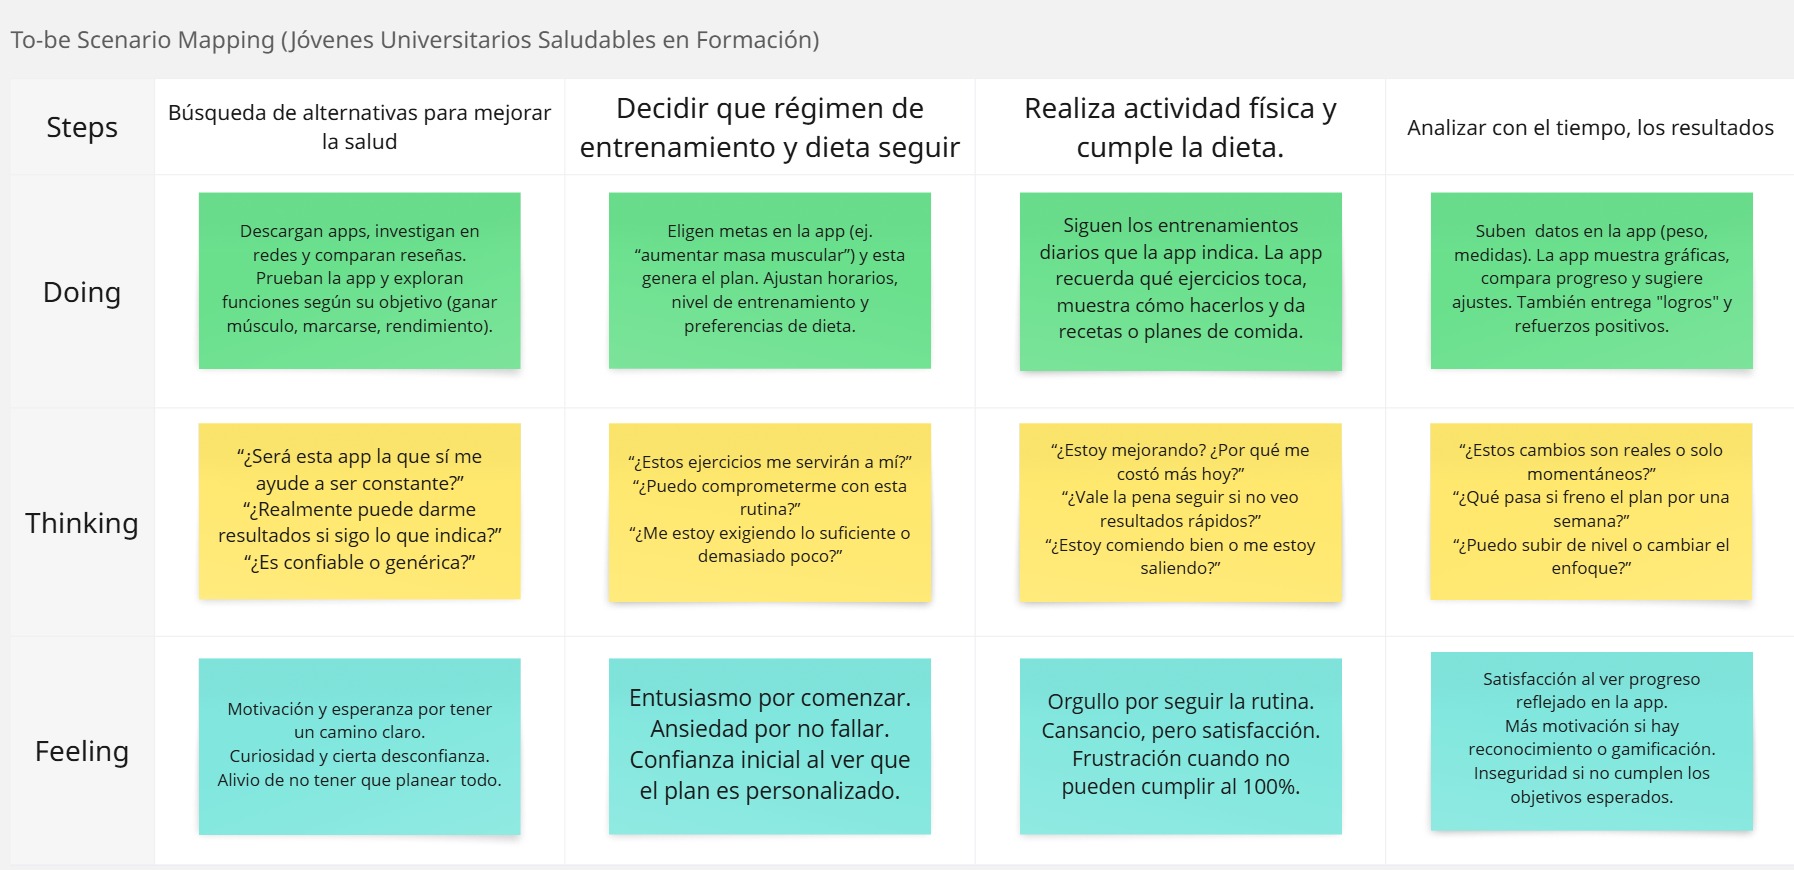 To-be Scenario Mapping (Jóvenes Universitarios Saludables en Formación)
Steps
Búsqueda de alternativas para mejorar
la salud
Decidir que régimen de
entrenamiento y dieta seguir
Realiza actividad física y
cumple la dieta.
Analizar con el tiempo, los resultados
Doing
Descargan apps, investigan en
redes y comparan reseñas.
Prueban la app y exploran
funciones según su objetivo (ganar
músculo, marcarse, rendimiento).
Eligen metas en la app (ej.
“aumentar masa muscular”) y esta
genera el plan. Ajustan horarios,
nivel de entrenamiento y
preferencias de dieta.
Siguen los entrenamientos
diarios que la app indica. La app
recuerda qué ejercicios toca,
muestra cómo hacerlos y da
recetas o planes de comida.
Suben  datos en la app (peso,
medidas). La app muestra gráficas,
compara progreso y sugiere
ajustes. También entrega "logros" y
refuerzos positivos.
Thinking
“¿Será esta app la que sí me
ayude a ser constante?”
“¿Realmente puede darme
resultados si sigo lo que indica?”
“¿Es confiable o genérica?”
“¿Estos ejercicios me servirán a mí?”
“¿Puedo comprometerme con esta
rutina?”
“¿Me estoy exigiendo lo suficiente o
demasiado poco?”
“¿Estoy mejorando? ¿Por qué me
costó más hoy?”
“¿Vale la pena seguir si no veo
resultados rápidos?”
“¿Estoy comiendo bien o me estoy
saliendo?”
“¿Estos cambios son reales o solo
momentáneos?”
“¿Qué pasa si freno el plan por una
semana?”
“¿Puedo subir de nivel o cambiar el
enfoque?”
Feeling
Motivación y esperanza por tener
un camino claro.
Curiosidad y cierta desconfianza.
Alivio de no tener que planear todo.
Entusiasmo por comenzar.
Ansiedad por no fallar.
Confianza inicial al ver que
el plan es personalizado.
Orgullo por seguir la rutina.
Cansancio, pero satisfacción.
Frustración cuando no
pueden cumplir al 100%.
Satisfacción al ver progreso
reflejado en la app.
Más motivación si hay
reconocimiento o gamificación.
Inseguridad si no cumplen los
objetivos esperados.